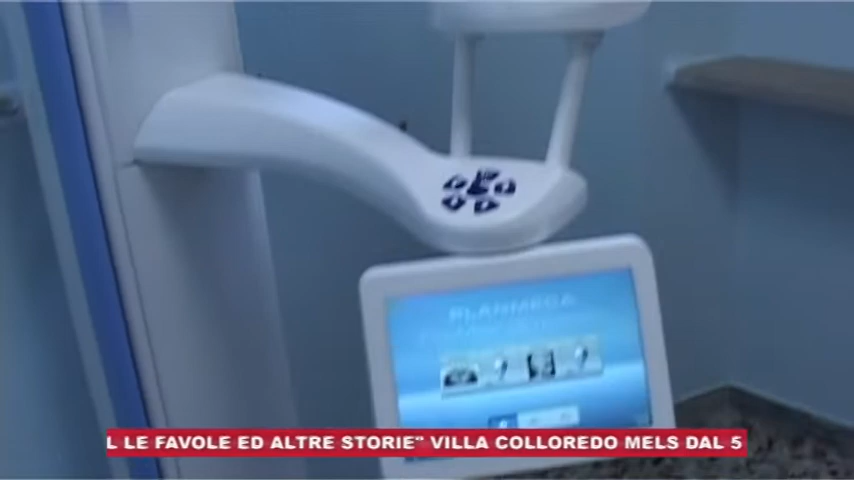 PLANMECA
L LE FAVOLE ED ALTRE STORIE" VILLA COLLOREDO MELS DAL 5